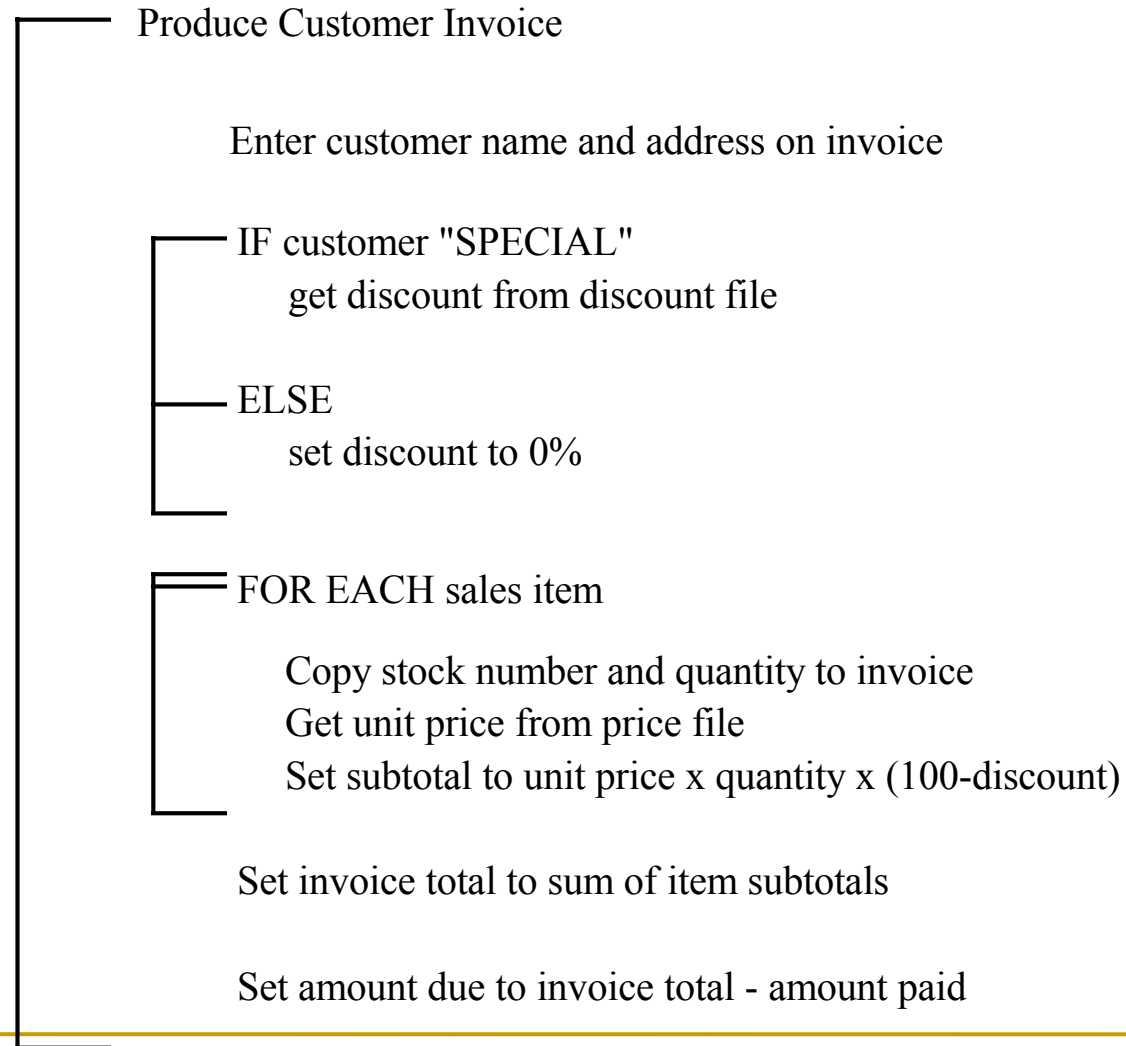 Produce Customer Invoice
Enter customer name and address on invoice
IF customer "SPECIAL"
get discount from discount file
ELSE
set discount to 0%
FOR EACH sales item
Copy stock number and quantity to invoice
Get unit price from price file
Set subtotal to unit price x quantity x (100-discount)
Set invoice total to sum of item subtotals
Set amount due to invoice total - amount paid